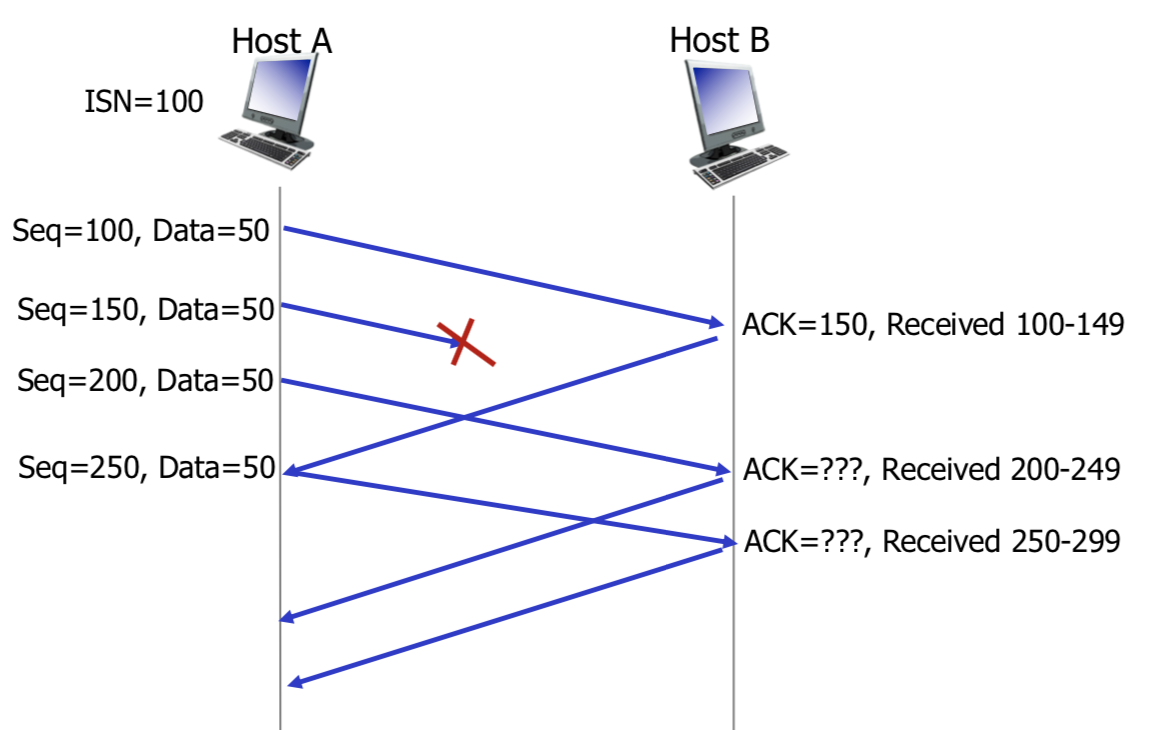 Host A
Host B
ISN=100
Seq=100, Data=50
Seq=150, Data=50
ACK=150, Received 100-149
Seq=200, Data=50
Seq=250, Data=50
ACK=???, Received 200-249
ACK=???, Received 250-299